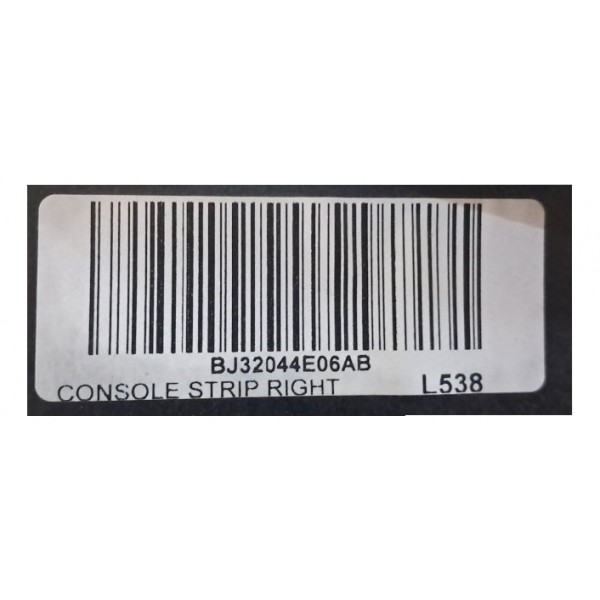 BJ32044E06AB
CONSOLE STRIP RIGHT L538